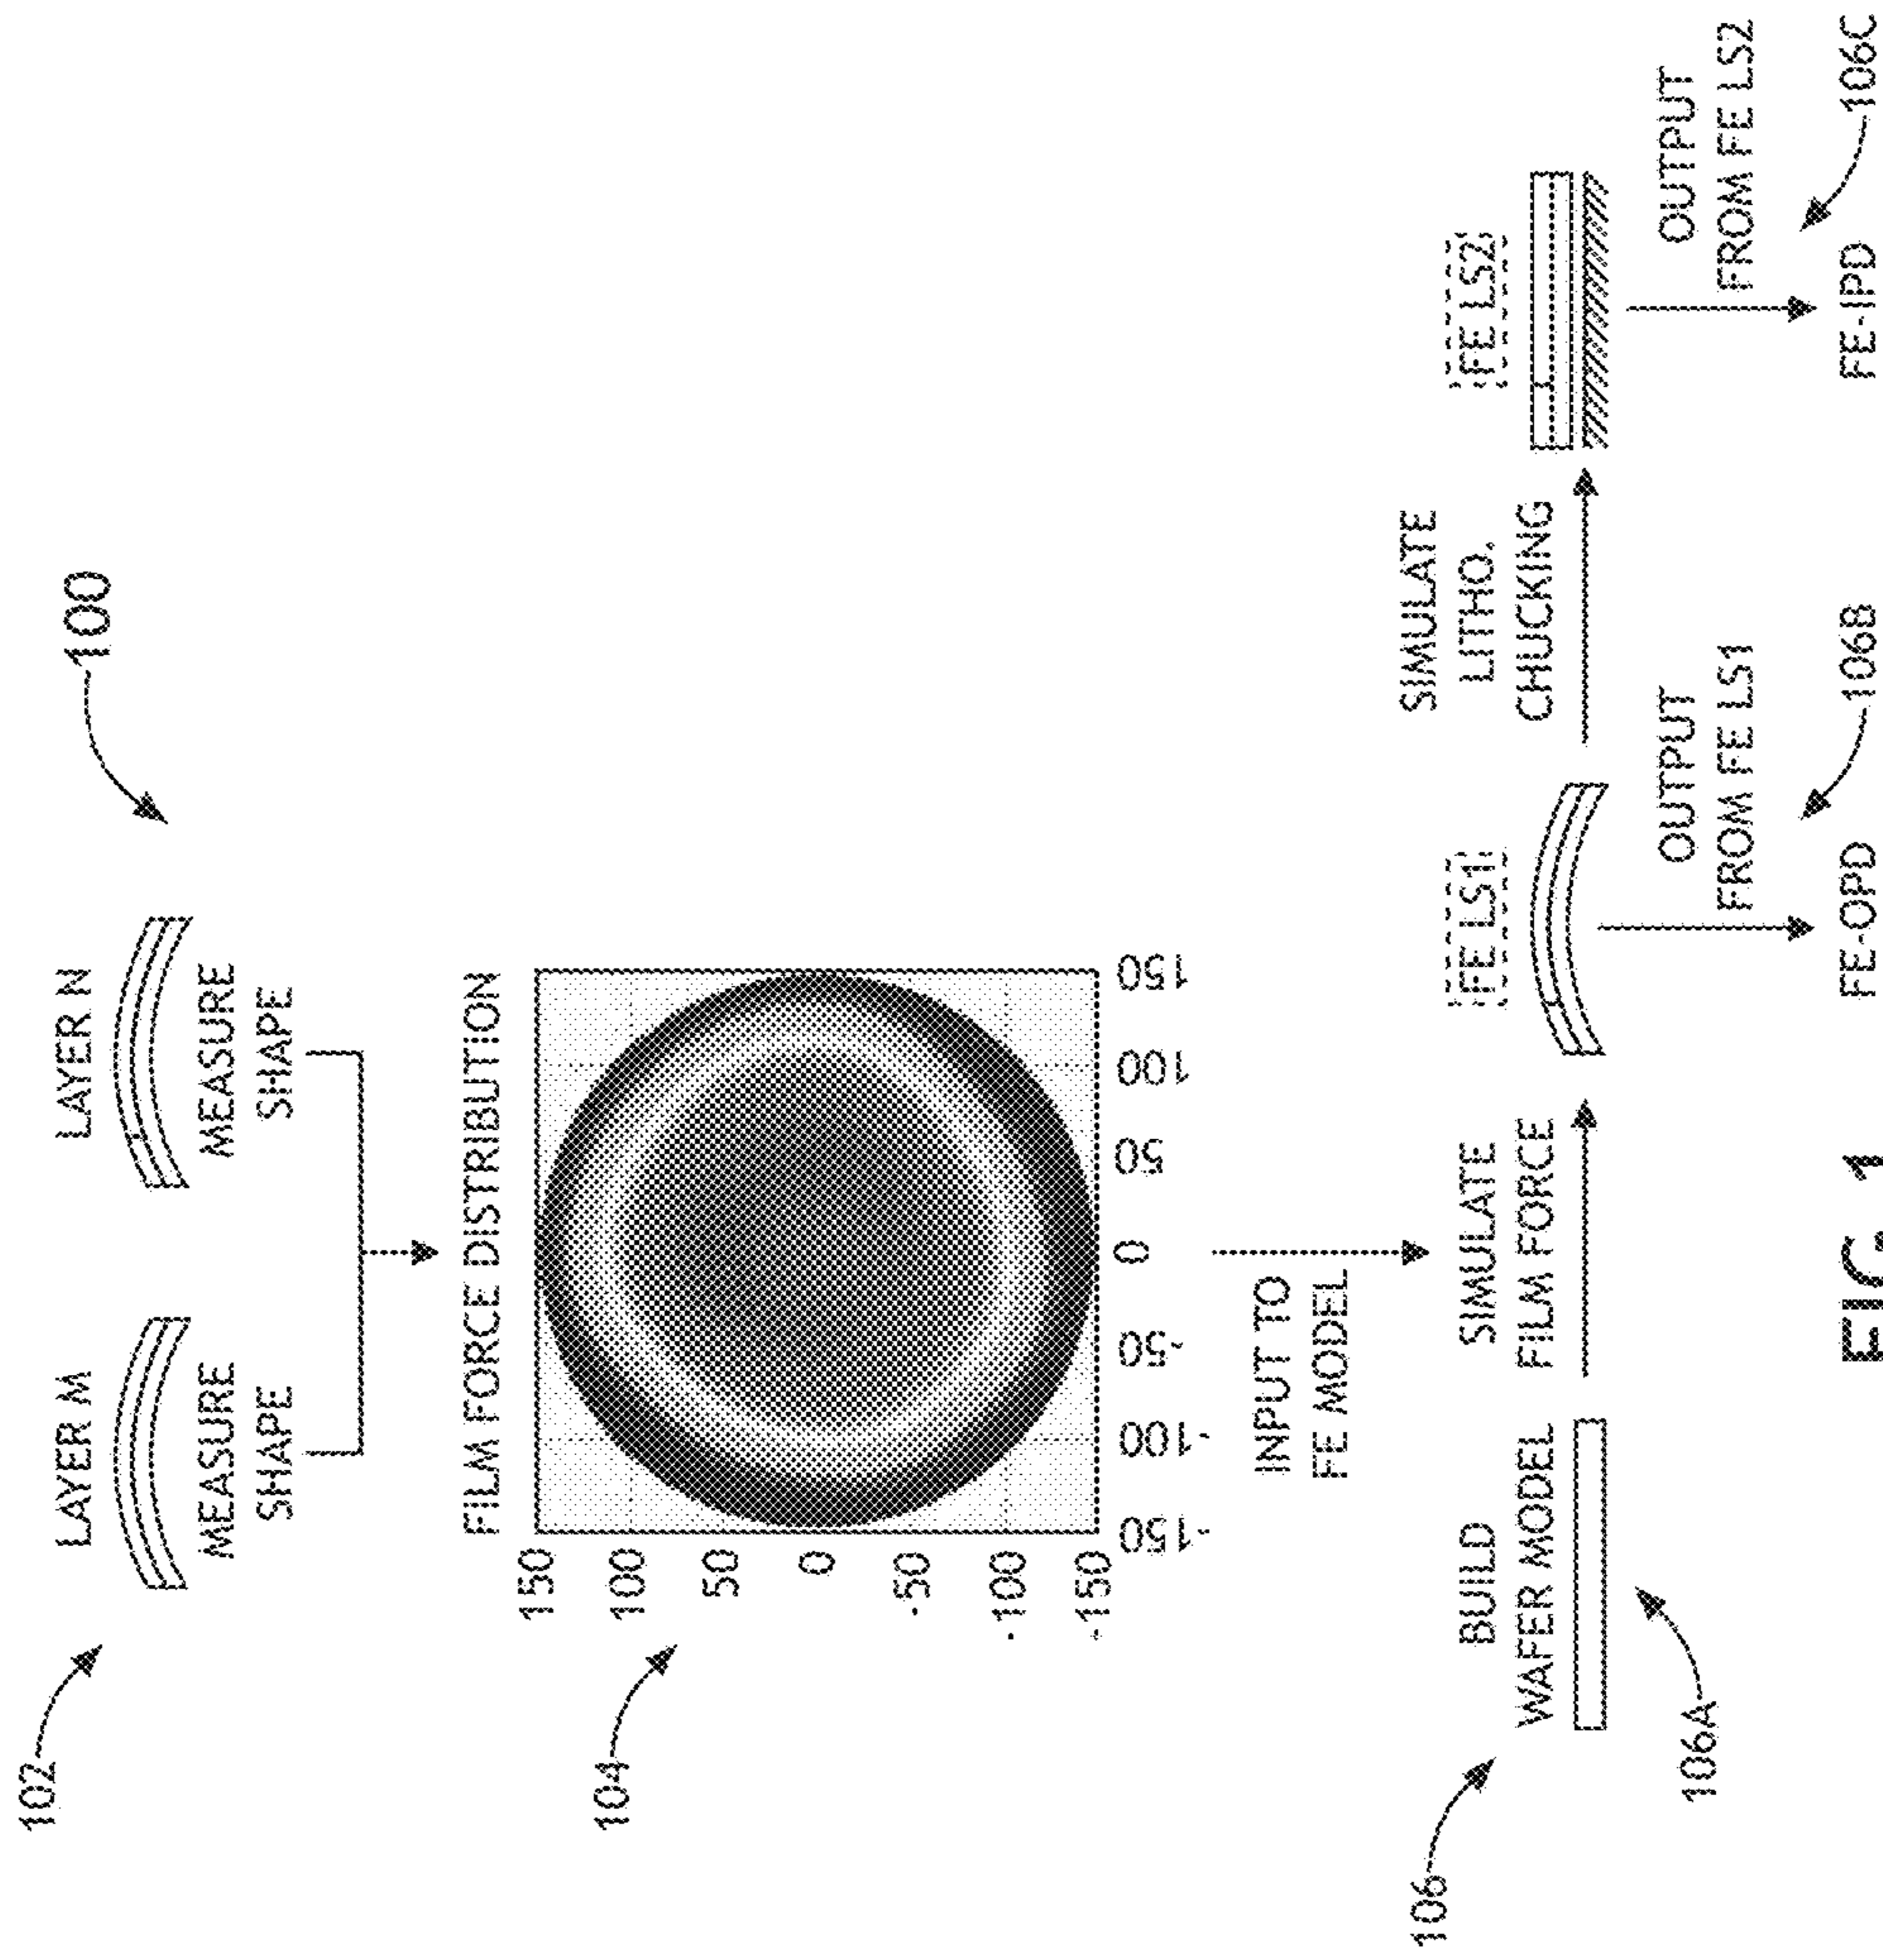 102
100
LAYER M
LAYER N
MEASURE
SHAPE
MEASURE
SHAPE
104
FILM FORCE DISTRIBUTION
150
100
50
0
-50
-100
-150
-150
-100
-50
0
50
100
150
INPUT TO
FE MODEL
106
BUILD
WAFER MODEL
SIMULATE
FILM FORCE
FE LS1
SIMULATE
LITHO.
CHUCKING
FE LS2
106A
OUTPUT
FROM FE LS1
OUTPUT
FROM FE LS2
106B
106C
FE-OPD
FE-IPD
FIG. 1